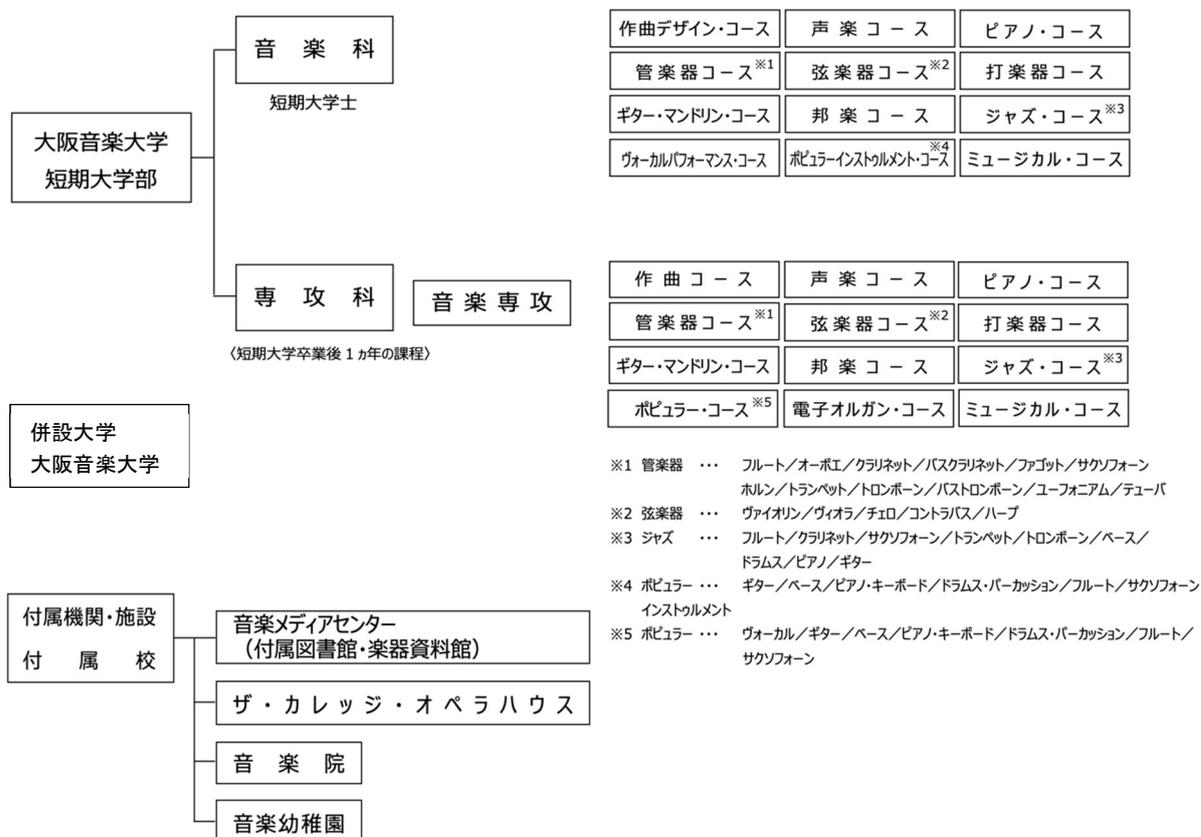 大阪音楽大学
短期大学部
音楽科
短期大学士
作曲デザイン・コース
声楽コース
ピアノ・コース
管楽器コース※1
弦楽器コース※2
打楽器コース
ギター・マンドリン・コース
邦楽コース
ジャズ・コース※3
ヴォーカルパフォーマンス・コース
ポピュラーインストゥルメント・コース※4
ミュージカル・コース
専攻科
〈短期大学卒業後1ヵ年の課程〉
音楽専攻
作曲コース
声楽コース
ピアノ・コース
管楽器コース※1
弦楽器コース※2
打楽器コース
ギター・マンドリン・コース
邦楽コース
ジャズ・コース※3
ポピュラー・コース※5
電子オルガン・コース
ミュージカル・コース
※1 管楽器 ･･･ フルート／オーボエ／クラリネット／バスクラリネット／ファゴット／サクソフォーン
ホルン／トランペット／トロンボーン／バストロンボーン／ユーフォニアム／テューバ
※2 弦楽器 ･･･ ヴァイオリン／ヴィオラ／チェロ／コントラバス／ハープ
※3 ジャズ ･･･ フルート／クラリネット／サクソフォーン／トランペット／トロンボーン／ベース／
ドラムス／ピアノ／ギター
※4 ポピュラー ･･･ ギター／ベース／ピアノ・キーボード／ドラムス・パーカッション／フルート／サクソフォーン
インストゥルメント
※5 ポピュラー ･･･ ヴォーカル／ギター／ベース／ピアノ・キーボード／ドラムス・パーカッション／フルート／
サクソフォーン
併設大学
大阪音楽大学
付属機関・施設
付属校
音楽メディアセンター
（付属図書館・楽器資料館）
ザ・カレッジ・オペラハウス
音楽院
音楽幼稚園